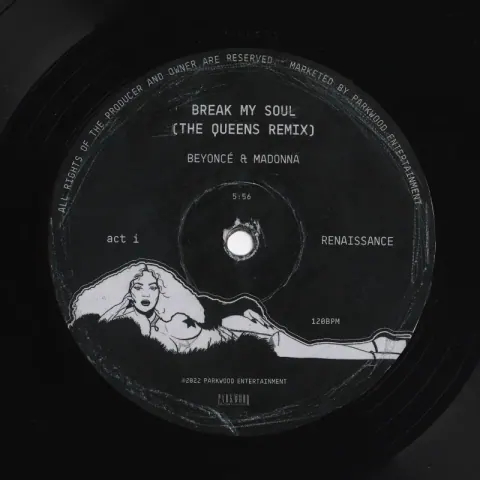 ALL RIGHTS OF THE PRODUCER AND OWNER ARE RESERVED. MARKETED BY PARKWOOD ENTERTAINMENT
BREAK MY SOUL
(THE QUEENS REMIX)
BEYONCÉ & MADONNA
5:56
act i
RENAISSANCE
120BPM
©2022 PARKWOOD ENTERTAINMENT
PARKWOOD